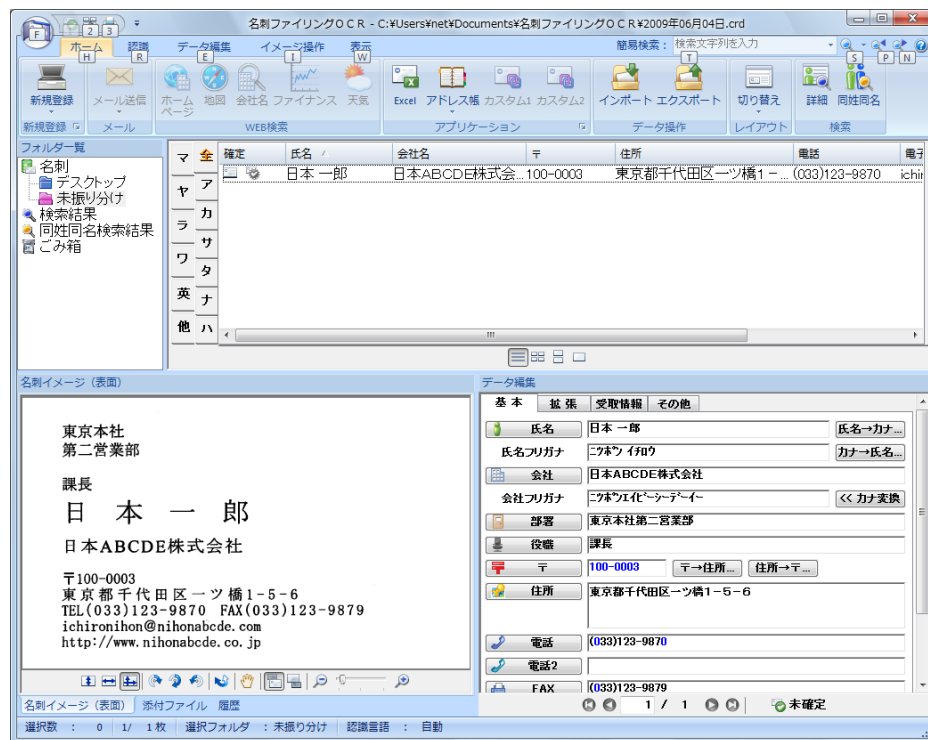 名刺ファイリングＯＣＲ - C:¥Users¥net¥Documents¥名刺ファイリングＯＣＲ¥2009年06月04日.crd
F 1 2 3
ホーム 認識 データ編集 イメージ操作 表示 簡易検索： 検索文字列を入力
H R E I W T S P N
新規登録 メール送信 ホームページ 地図 会社名 ファイナンス 天気 Excel アドレス帳 カスタム1 カスタム2 インポート エクスポート 切り替え 詳細 同姓同名
新規登録 メール WEB検索 アプリケーション データ操作 レイアウト 検索
フォルダ一覧
名刺
デスクトップ
未振り分け
検索結果
同姓同名検索結果
ごみ箱
マ 全
ヤ ア
ラ カ
ワ サ
英 タ
他 ナ
ハ
確定 氏名 会社名 〒 住所 電話 電子
日本 一郎 日本ABCDE株式会... 100-0003 東京都千代田区一ツ橋1－... (033)123-9870 ichir
名刺イメージ（表面）
東京本社
第二営業部
課長
日 本 一 郎
日本ABCDE株式会社
〒100-0003
東京都千代田区一ツ橋1-5-6
TEL(033)123-9870 FAX(033)123-9879
ichironihon@nihonabcde.com
http://www.nihonabcde.co.jp
名刺イメージ（表面） 添付ファイル 履歴
データ編集
基本 拡張 受取情報 その他
氏名 日本 一郎 氏名→カナ...
氏名フリガナ ﾆﾂﾎﾟﾝ ｲﾁﾛｳ カナ→氏名...
会社 日本ABCDE株式会社
会社フリガナ ﾆﾂﾎﾟﾝｴｲﾋﾞｰｼｰﾃﾞｰｲｰ << カナ変換
部署 東京本社第二営業部
役職 課長
〒 100-0003 〒→住所... 住所→〒...
住所 東京都千代田区一ツ橋1－5－6
電話 (033)123-9870
電話2
FAX (033)123-9879
1 / 1 未確定
選択数 ： 0 1/ 1枚 選択フォルダ ：未振り分け 認識言語 ： 自動